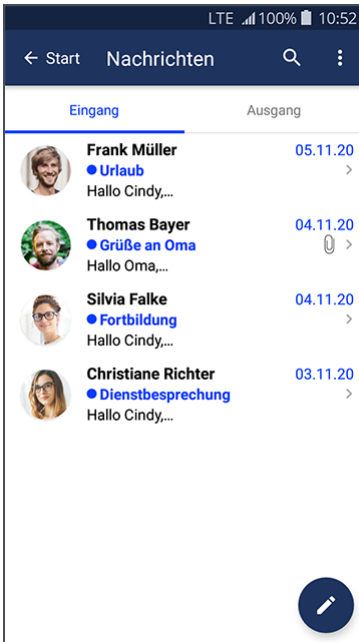 LTE 100% 10:52
Start Nachrichten
Eingang Ausgang
Frank Müller 05.11.20
Urlaub
Hallo Cindy,...
Thomas Bayer 04.11.20
Grüße an Oma
Hallo Oma,...
Silvia Falke 04.11.20
Fortbildung
Hallo Cindy,...
Christiane Richter 03.11.20
Dienstbesprechung
Hallo Cindy,...